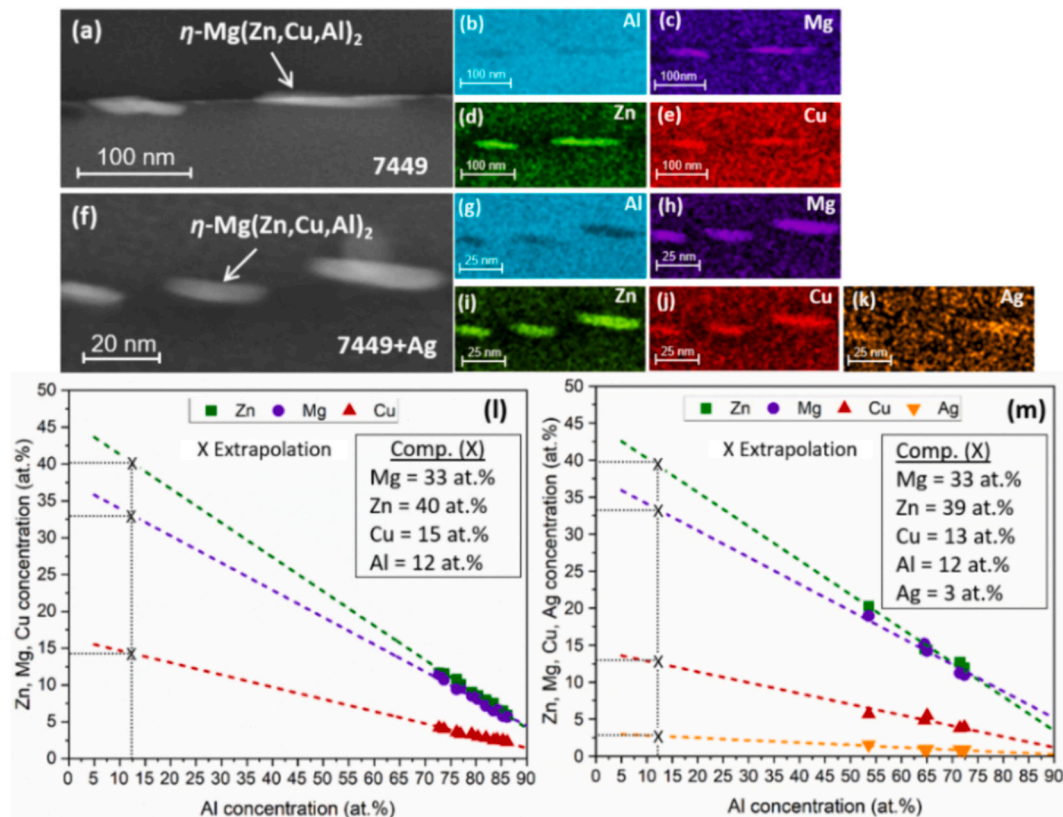 (a)
η-Mg(Zn,Cu,Al)₂
100 nm
7449
(b)
Al
100 nm
(c)
Mg
100nm
(d)
Zn
100 nm
(e)
Cu
100 nm
(f)
η-Mg(Zn,Cu,Al)₂
20 nm
7449+Ag
(g)
Al
25 nm
(h)
Mg
25 nm
(i)
Zn
25 nm
(j)
Cu
25 nm
(k)
Ag
25 nm
(l)
Zn Mg Cu
X Extrapolation
Comp. (X)
Mg = 33 at.%
Zn = 40 at.%
Cu = 15 at.%
Al = 12 at.%
X
X
X
Zn, Mg, Cu concentration (at.%)
50
45
40
35
30
25
20
15
10
5
0
0 5 10 15 20 25 30 35 40 45 50 55 60 65 70 75 80 85 90
Al concentration (at.%)
(m)
Zn Mg Cu Ag
X Extrapolation
Comp. (X)
Mg = 33 at.%
Zn = 39 at.%
Cu = 13 at.%
Al = 12 at.%
Ag = 3 at.%
X
X
X
X
Zn, Mg, Cu, Ag concentration (at.%)
50
45
40
35
30
25
20
15
10
5
0
0 5 10 15 20 25 30 35 40 45 50 55 60 65 70 75 80 85 90
Al concentration (at.%)